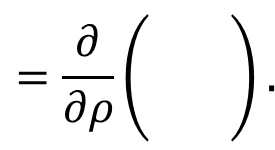 = ∂/∂ρ (   ) .